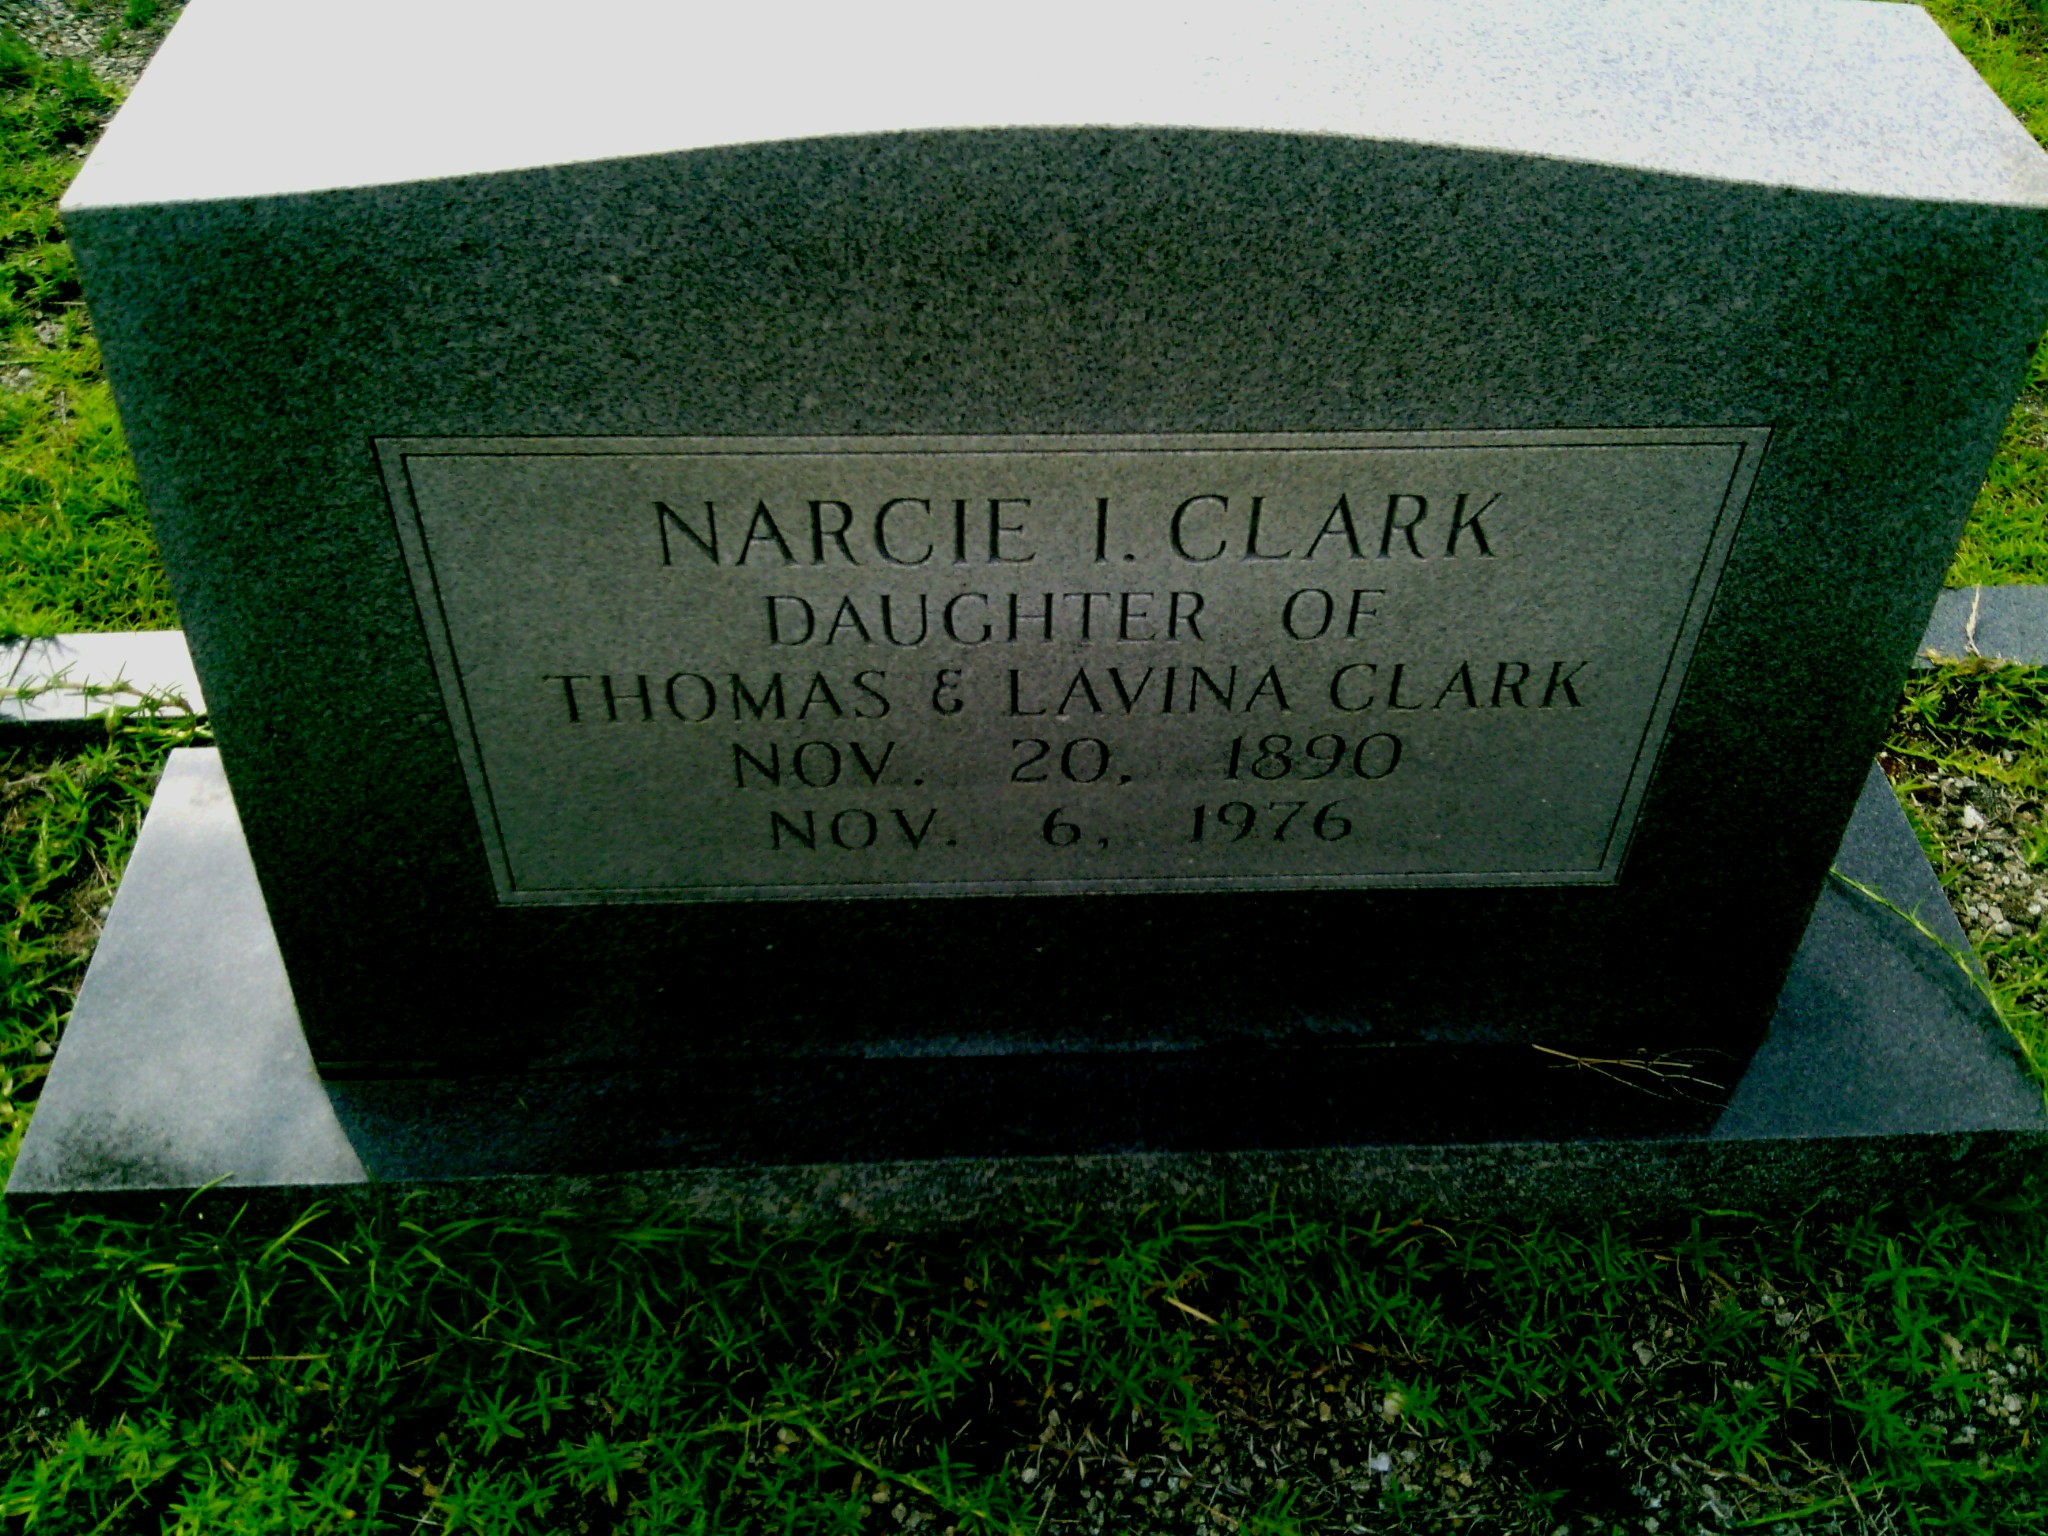 NARCIE I. CLARK
DAUGHTER OF
THOMAS & LAVINA CLARK
NOV. 20, 1890
NOV. 6, 1976